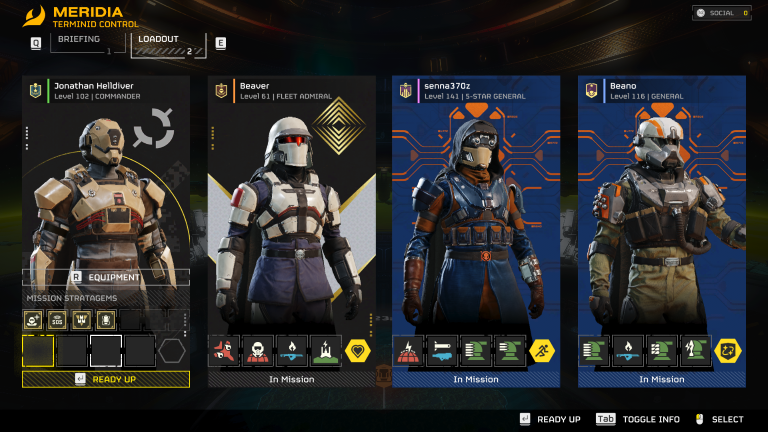 MERIDIA
TERMINID CONTROL
SOCIAL 0
Q BRIEFING 1 LOADOUT 2 E
Jonathan Helldiver
Level 102 | COMMANDER
Beaver
Level 61 | FLEET ADMIRAL
senna370z
Level 141 | 5-STAR GENERAL
Beano
Level 116 | GENERAL
R EQUIPMENT
MISSION STRATAGEMS
SOS
READY UP
In Mission
In Mission
In Mission
READY UP Tab TOGGLE INFO SELECT